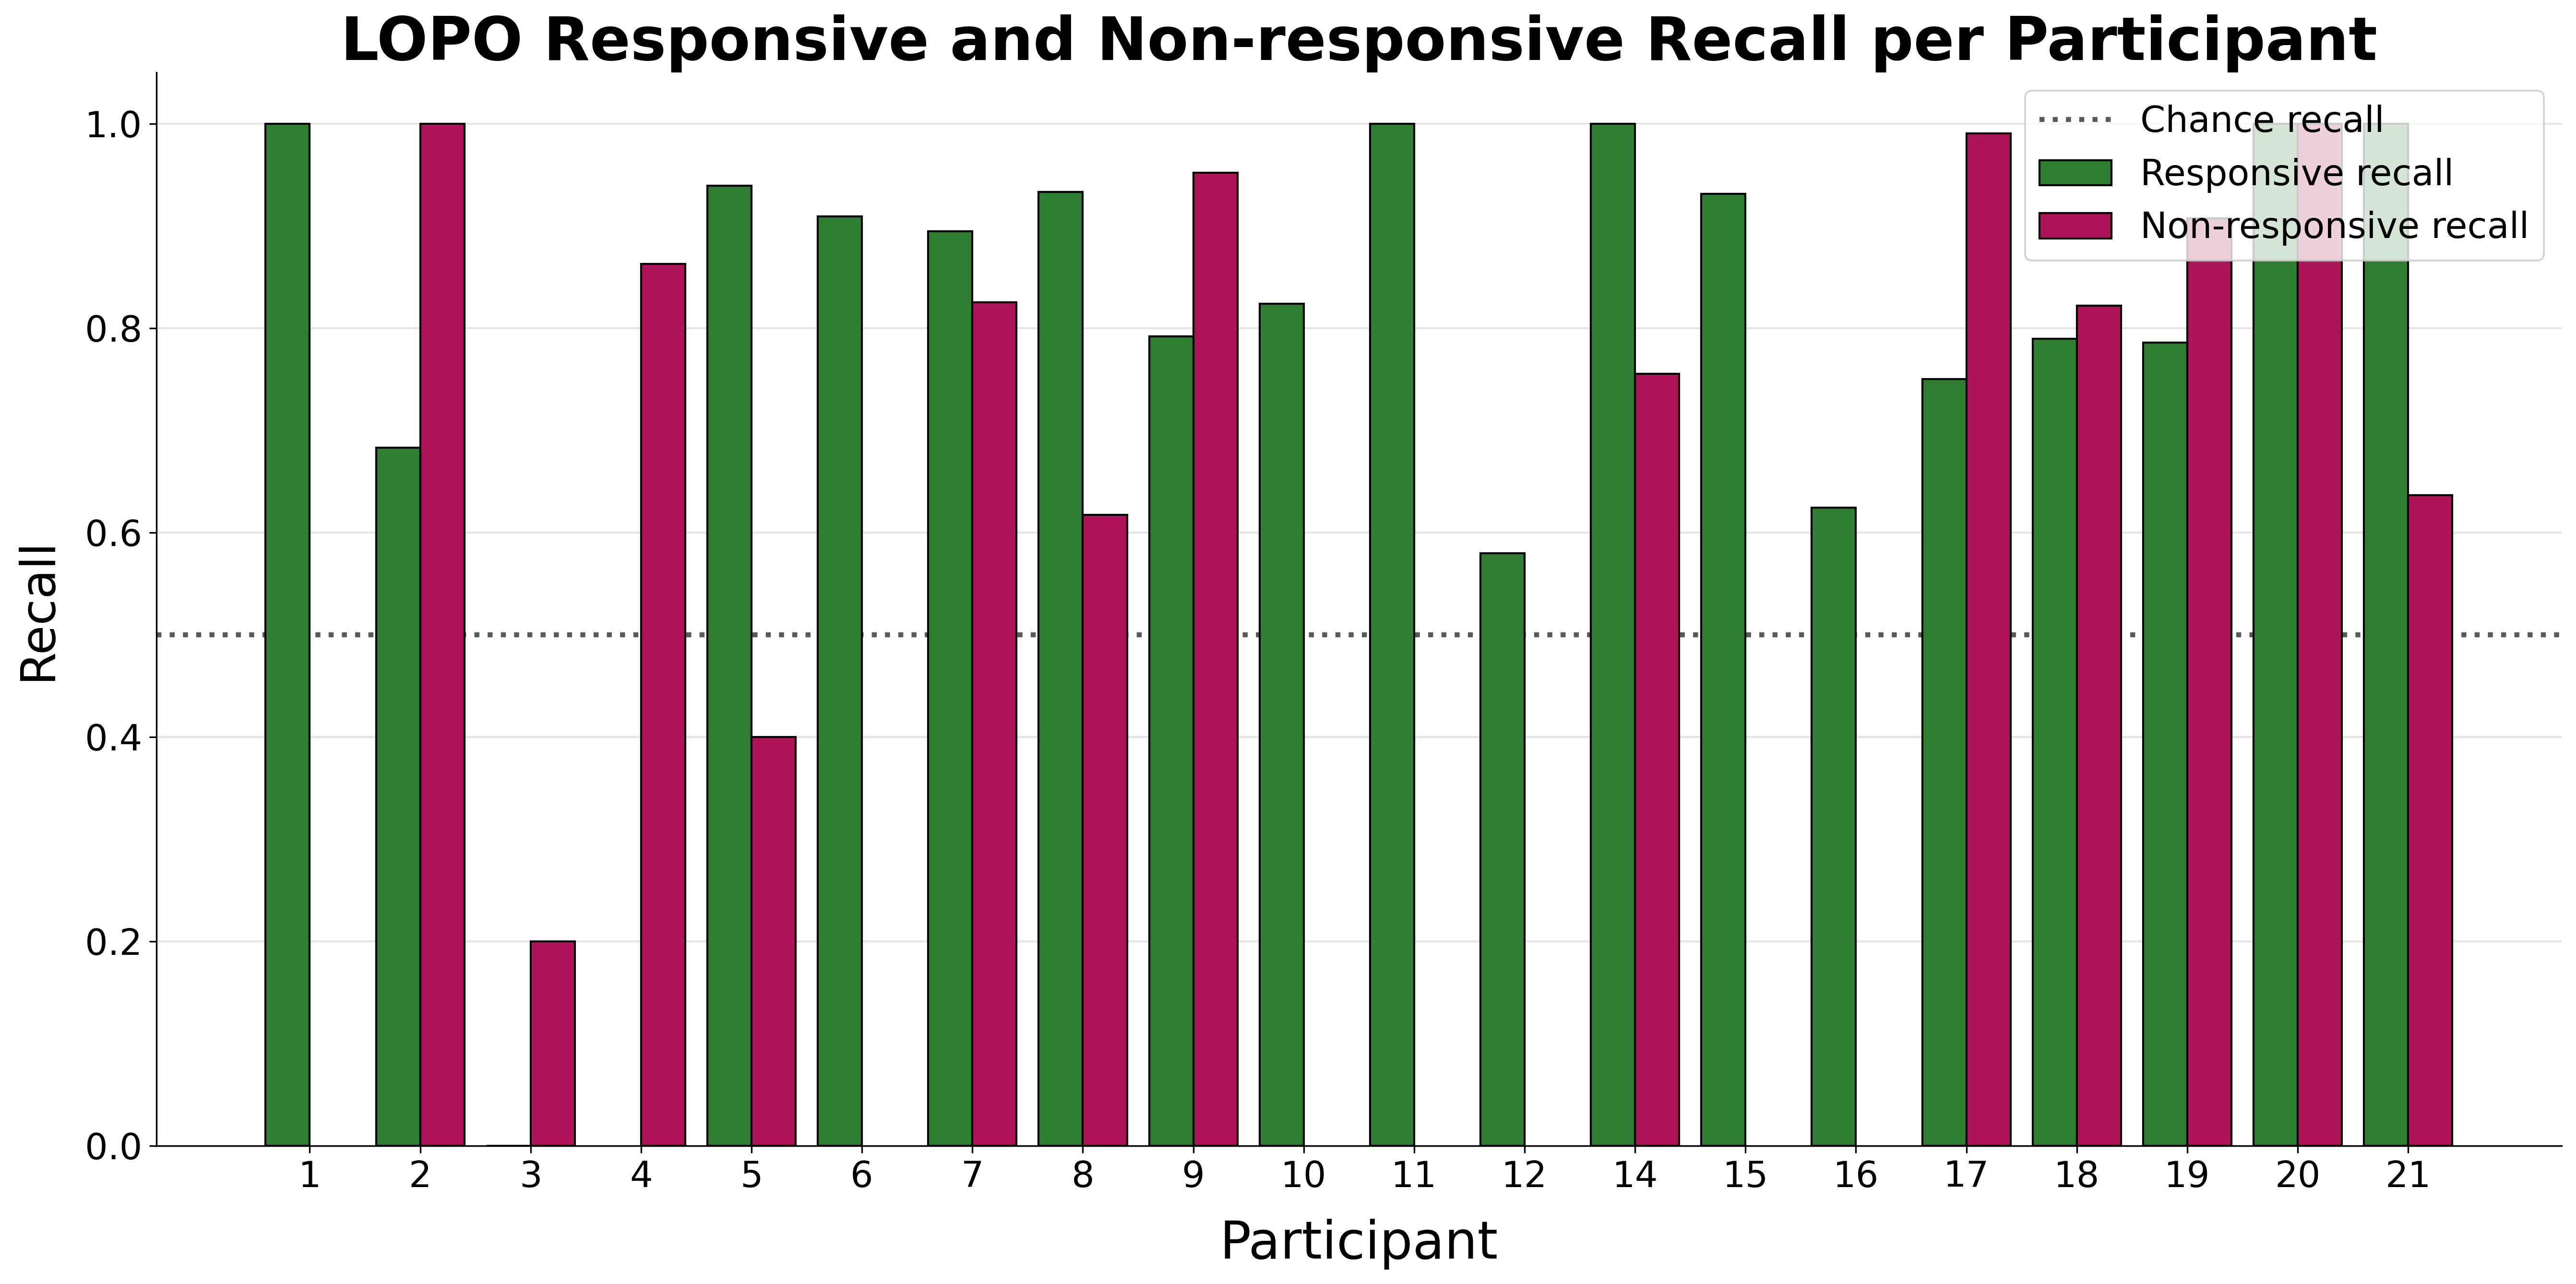 LOPO Responsive and Non-responsive Recall per Participant
Chance recall
Responsive recall
Non-responsive recall
1.0
0.8
0.6
0.4
0.2
0.0
Recall
1 2 3 4 5 6 7 8 9 10 11 12 14 15 16 17 18 19 20 21
Participant